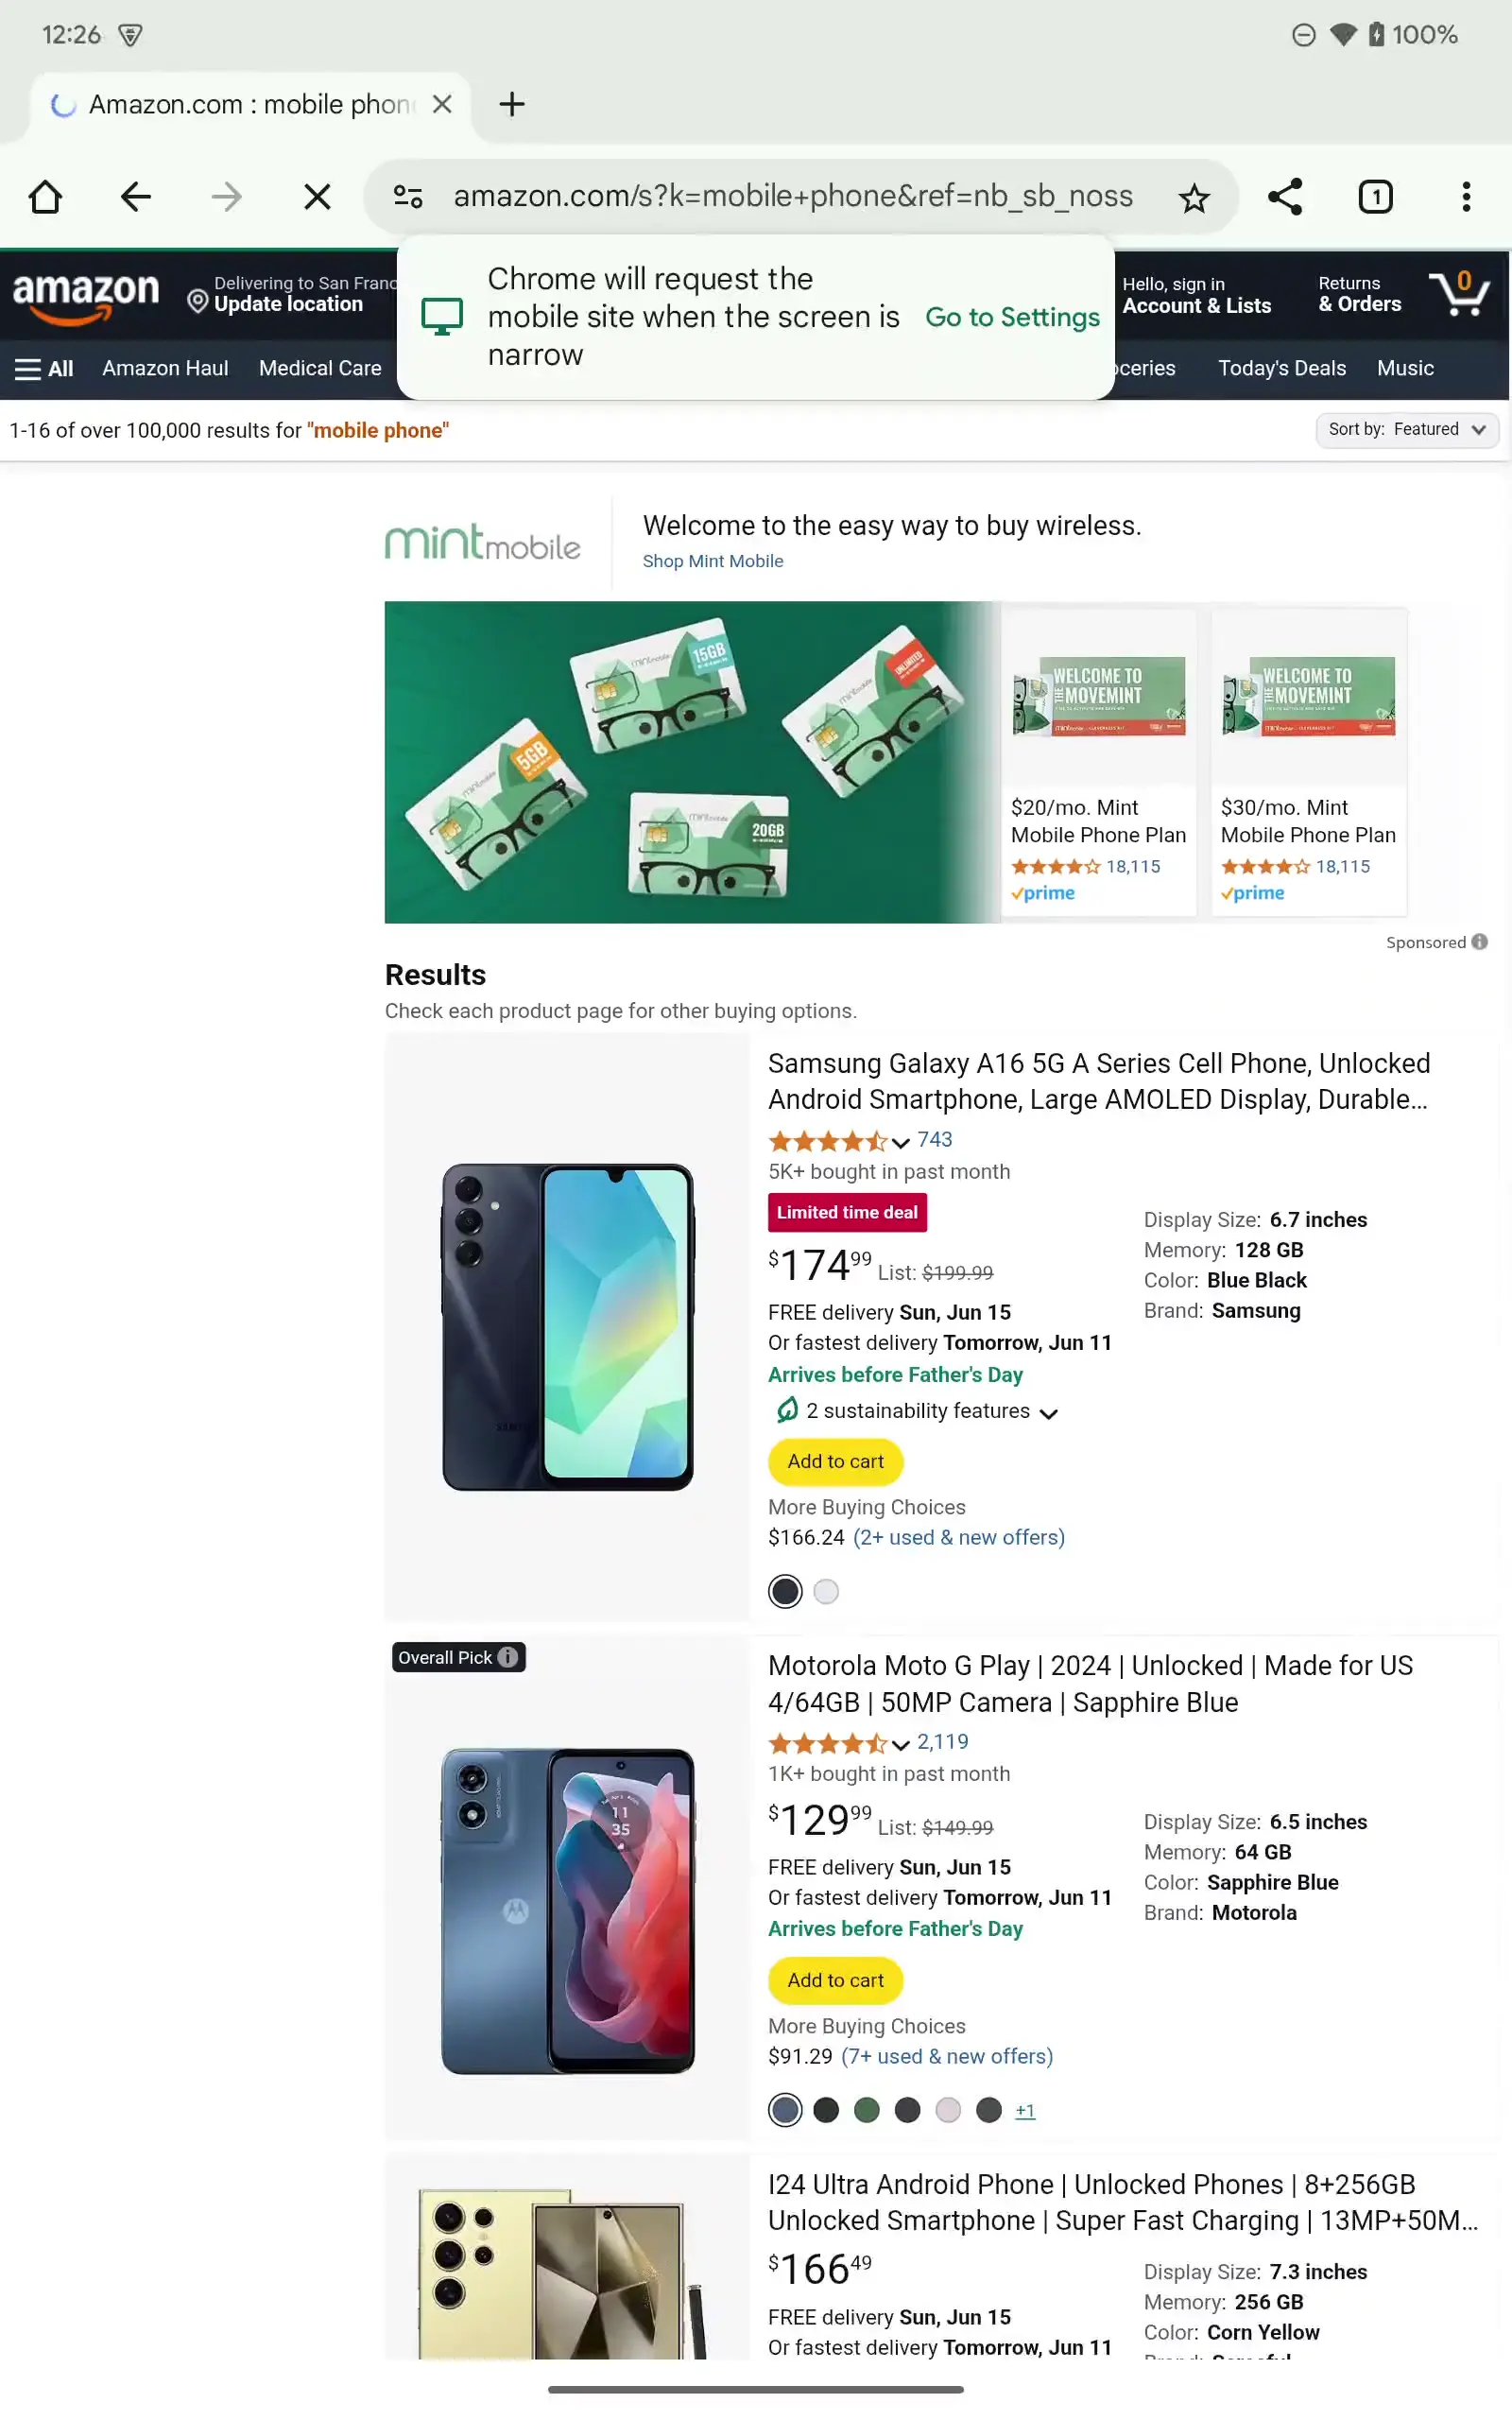 12:26
100%
Amazon.com : mobile phon
amazon.com/s?k=mobile+phone&ref=nb_sb_noss
1
Chrome will request the
mobile site when the screen is
narrow
Go to Settings
amazon
Delivering to San Franc
Update location
Hello, sign in
Account & Lists
Returns
& Orders
0
All
Amazon Haul
Medical Care
oceries
Today's Deals
Music
1-16 of over 100,000 results for "mobile phone"
Sort by: Featured
mintmobile
Welcome to the easy way to buy wireless.
Shop Mint Mobile
15GB
UNLIMITED
5GB
20GB
WELCOME TO
THE MOVEMINT
$20/mo. Mint
Mobile Phone Plan
18,115
prime
WELCOME TO
THE MOVEMINT
$30/mo. Mint
Mobile Phone Plan
18,115
prime
Sponsored
Results
Check each product page for other buying options.
Samsung Galaxy A16 5G A Series Cell Phone, Unlocked
Android Smartphone, Large AMOLED Display, Durable...
743
5K+ bought in past month
Limited time deal
$174.99 List: $199.99
FREE delivery Sun, Jun 15
Or fastest delivery Tomorrow, Jun 11
Arrives before Father's Day
2 sustainability features
Add to cart
More Buying Choices
$166.24 (2+ used & new offers)
Display Size: 6.7 inches
Memory: 128 GB
Color: Blue Black
Brand: Samsung
Overall Pick
Motorola Moto G Play | 2024 | Unlocked | Made for US
4/64GB | 50MP Camera | Sapphire Blue
2,119
1K+ bought in past month
$129.99 List: $149.99
FREE delivery Sun, Jun 15
Or fastest delivery Tomorrow, Jun 11
Arrives before Father's Day
Add to cart
More Buying Choices
$91.29 (7+ used & new offers)
+1
Display Size: 6.5 inches
Memory: 64 GB
Color: Sapphire Blue
Brand: Motorola
11
35
I24 Ultra Android Phone | Unlocked Phones | 8+256GB
Unlocked Smartphone | Super Fast Charging | 13MP+50M...
$166.49
FREE delivery Sun, Jun 15
Or fastest delivery Tomorrow, Jun 11
Display Size: 7.3 inches
Memory: 256 GB
Color: Corn Yellow